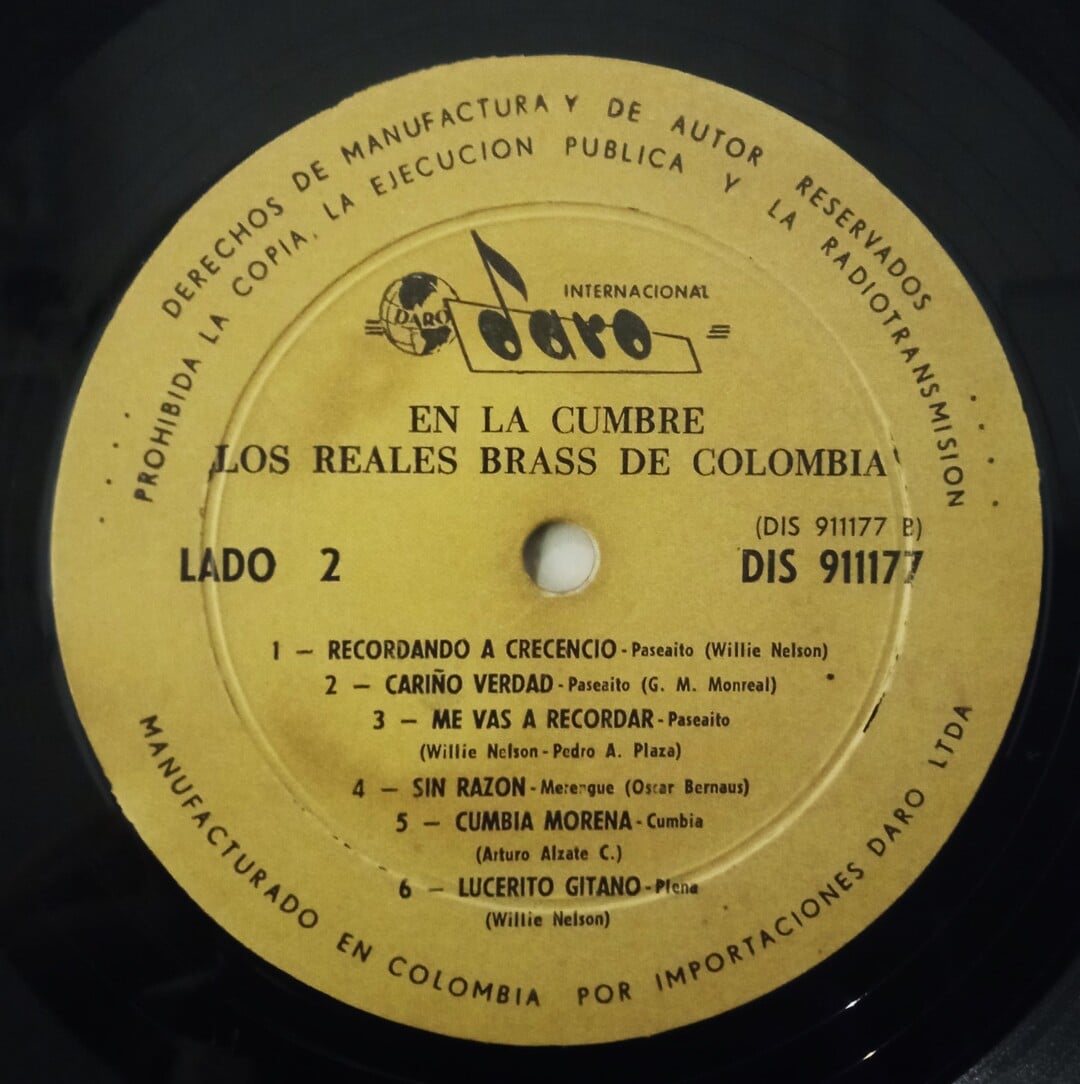 DERECHOS DE MANUFACTURA Y DE AUTOR RESERVADOS
PROHIBIDA LA COPIA, LA EJECUCION PUBLICA Y LA RADIOTRANSMISION
INTERNACIONAL
DARO
daro
EN LA CUMBRE
LOS REALES BRASS DE COLOMBIA
(DIS 911177 B)
LADO 2 DIS 911177
1 - RECORDANDO A CRECENCIO - Paseaito (Willie Nelson)
2 - CARIÑO VERDAD - Paseaito (G. M. Monreal)
3 - ME VAS A RECORDAR - Paseaito
(Willie Nelson - Pedro A. Plaza)
4 - SIN RAZON - Merengue (Oscar Bernaus)
5 - CUMBIA MORENA - Cumbia
(Arturo Alzate C.)
6 - LUCERITO GITANO - Plena
(Willie Nelson)
MANUFACTURADO EN COLOMBIA POR IMPORTACIONES DARO LTDA